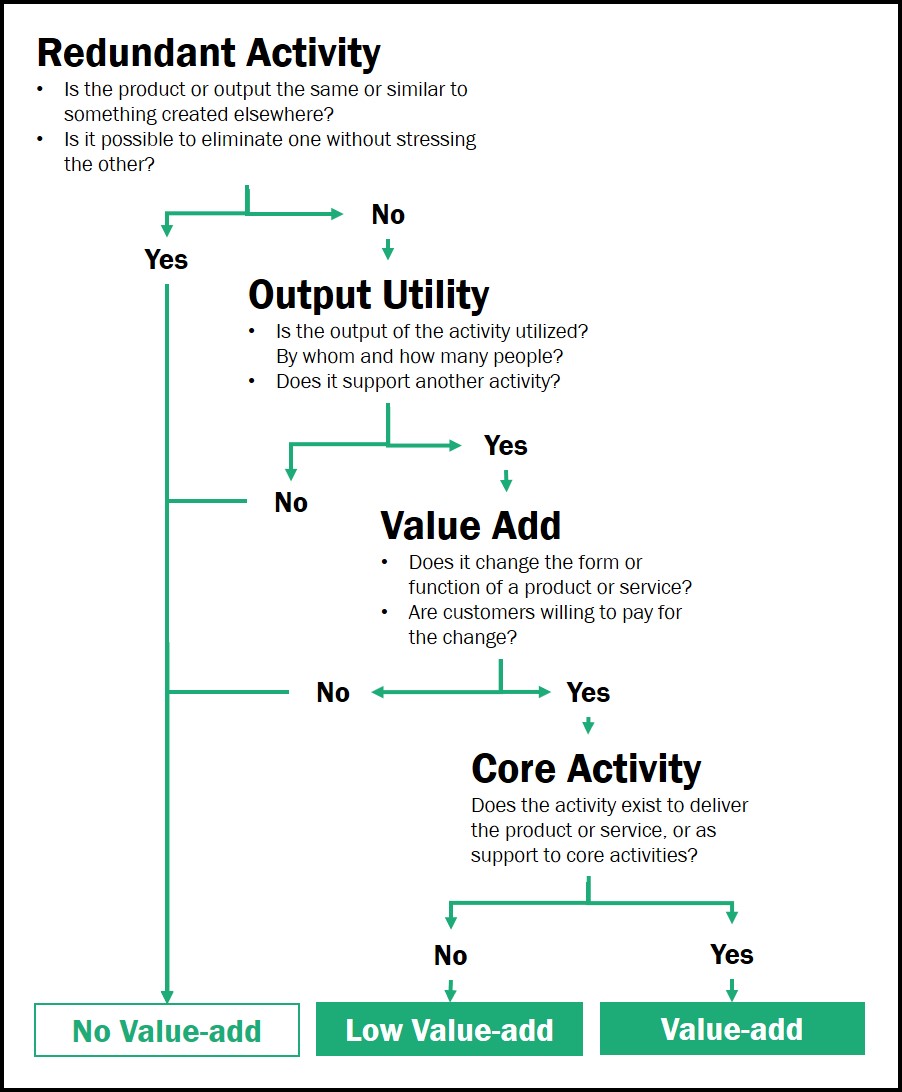 Redundant Activity
• Is the product or output the same or similar to
something created elsewhere?
• Is it possible to eliminate one without stressing
the other?
No
Yes
Output Utility
• Is the output of the activity utilized?
By whom and how many people?
• Does it support another activity?
Yes
No
Value Add
• Does it change the form or
function of a product or service?
• Are customers willing to pay for
the change?
No
Yes
Core Activity
Does the activity exist to deliver
the product or service, or as
support to core activities?
No
Yes
No Value-add
Low Value-add
Value-add